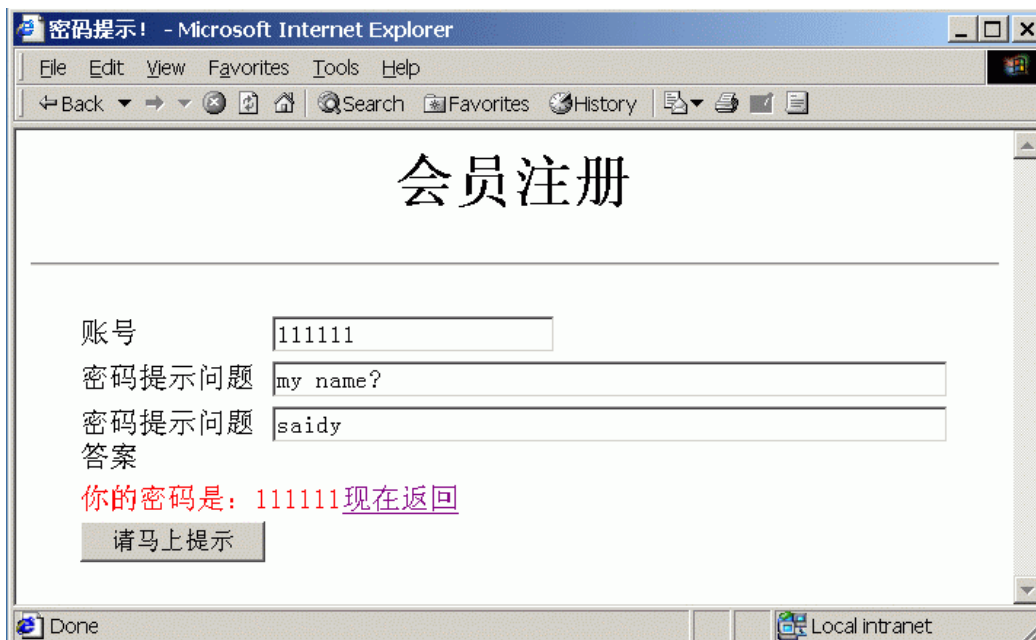 密码提示！ - Microsoft Internet Explorer
File Edit View Favorites Tools Help
Back Search Favorites History
会员注册
账号 111111
密码提示问题 my name?
密码提示问题 saidy
答案
你的密码是：111111现在返回
请马上提示
Done Local intranet